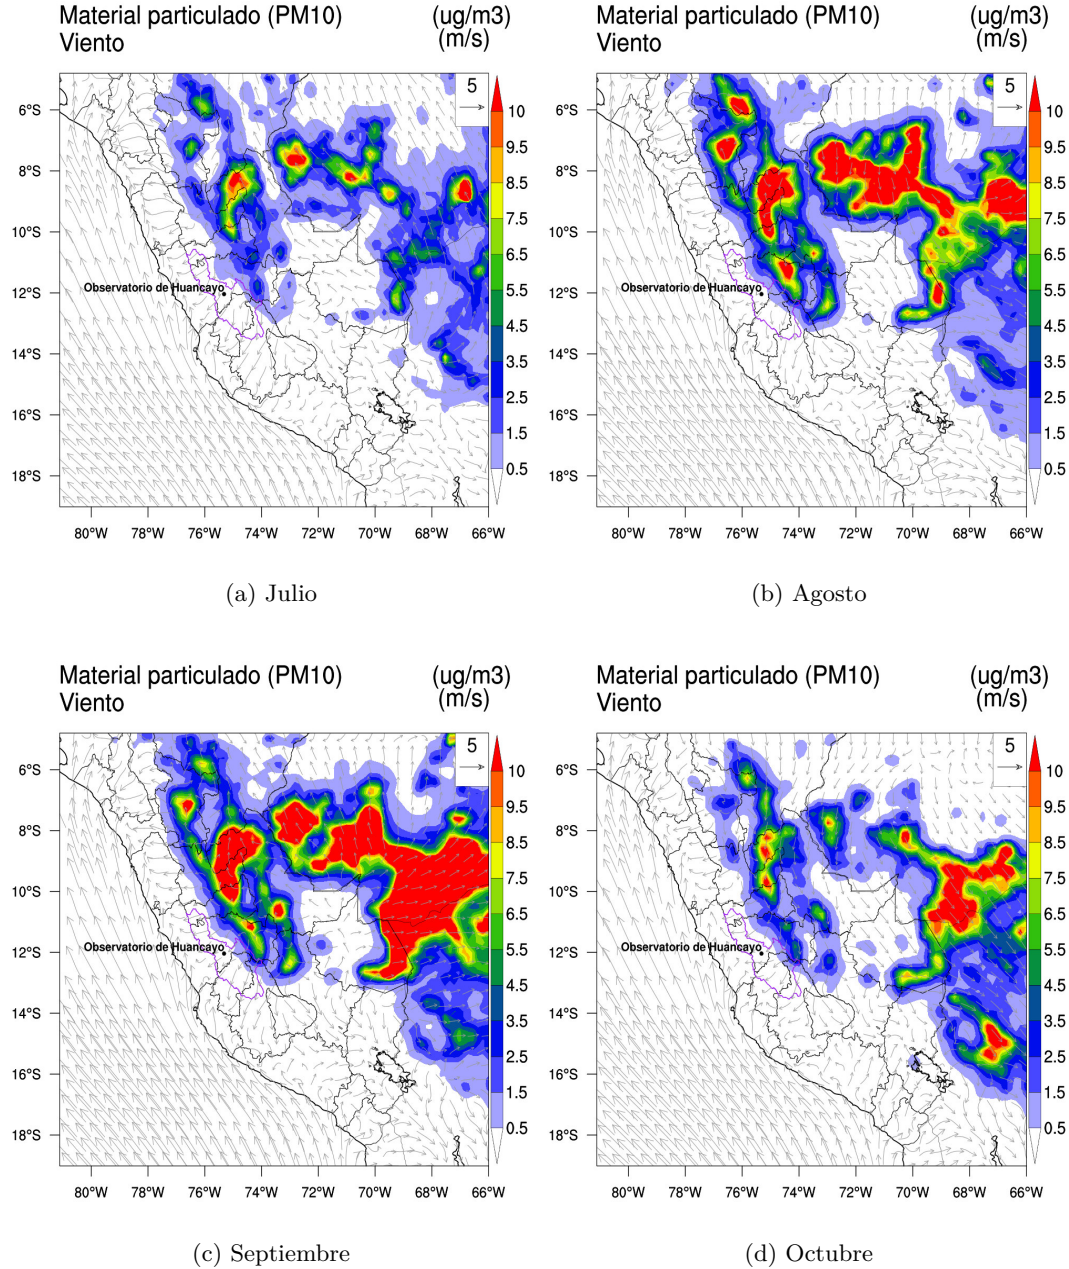 Material particulado (PM10) (ug/m3)
Viento (m/s)
5
6°S
8°S
10°S
12°S
14°S
16°S
18°S
Observatorio de Huancayo
10
9.5
8.5
7.5
6.5
5.5
4.5
3.5
2.5
1.5
0.5
80°W 78°W 76°W 74°W 72°W 70°W 68°W 66°W
(a) Julio
Material particulado (PM10) (ug/m3)
Viento (m/s)
5
6°S
8°S
10°S
12°S
14°S
16°S
18°S
Observatorio de Huancayo
10
9.5
8.5
7.5
6.5
5.5
4.5
3.5
2.5
1.5
0.5
80°W 78°W 76°W 74°W 72°W 70°W 68°W 66°W
(b) Agosto
Material particulado (PM10) (ug/m3)
Viento (m/s)
5
6°S
8°S
10°S
12°S
14°S
16°S
18°S
Observatorio de Huancayo
10
9.5
8.5
7.5
6.5
5.5
4.5
3.5
2.5
1.5
0.5
80°W 78°W 76°W 74°W 72°W 70°W 68°W 66°W
(c) Septiembre
Material particulado (PM10) (ug/m3)
Viento (m/s)
5
6°S
8°S
10°S
12°S
14°S
16°S
18°S
Observatorio de Huancayo
10
9.5
8.5
7.5
6.5
5.5
4.5
3.5
2.5
1.5
0.5
80°W 78°W 76°W 74°W 72°W 70°W 68°W 66°W
(d) Octubre